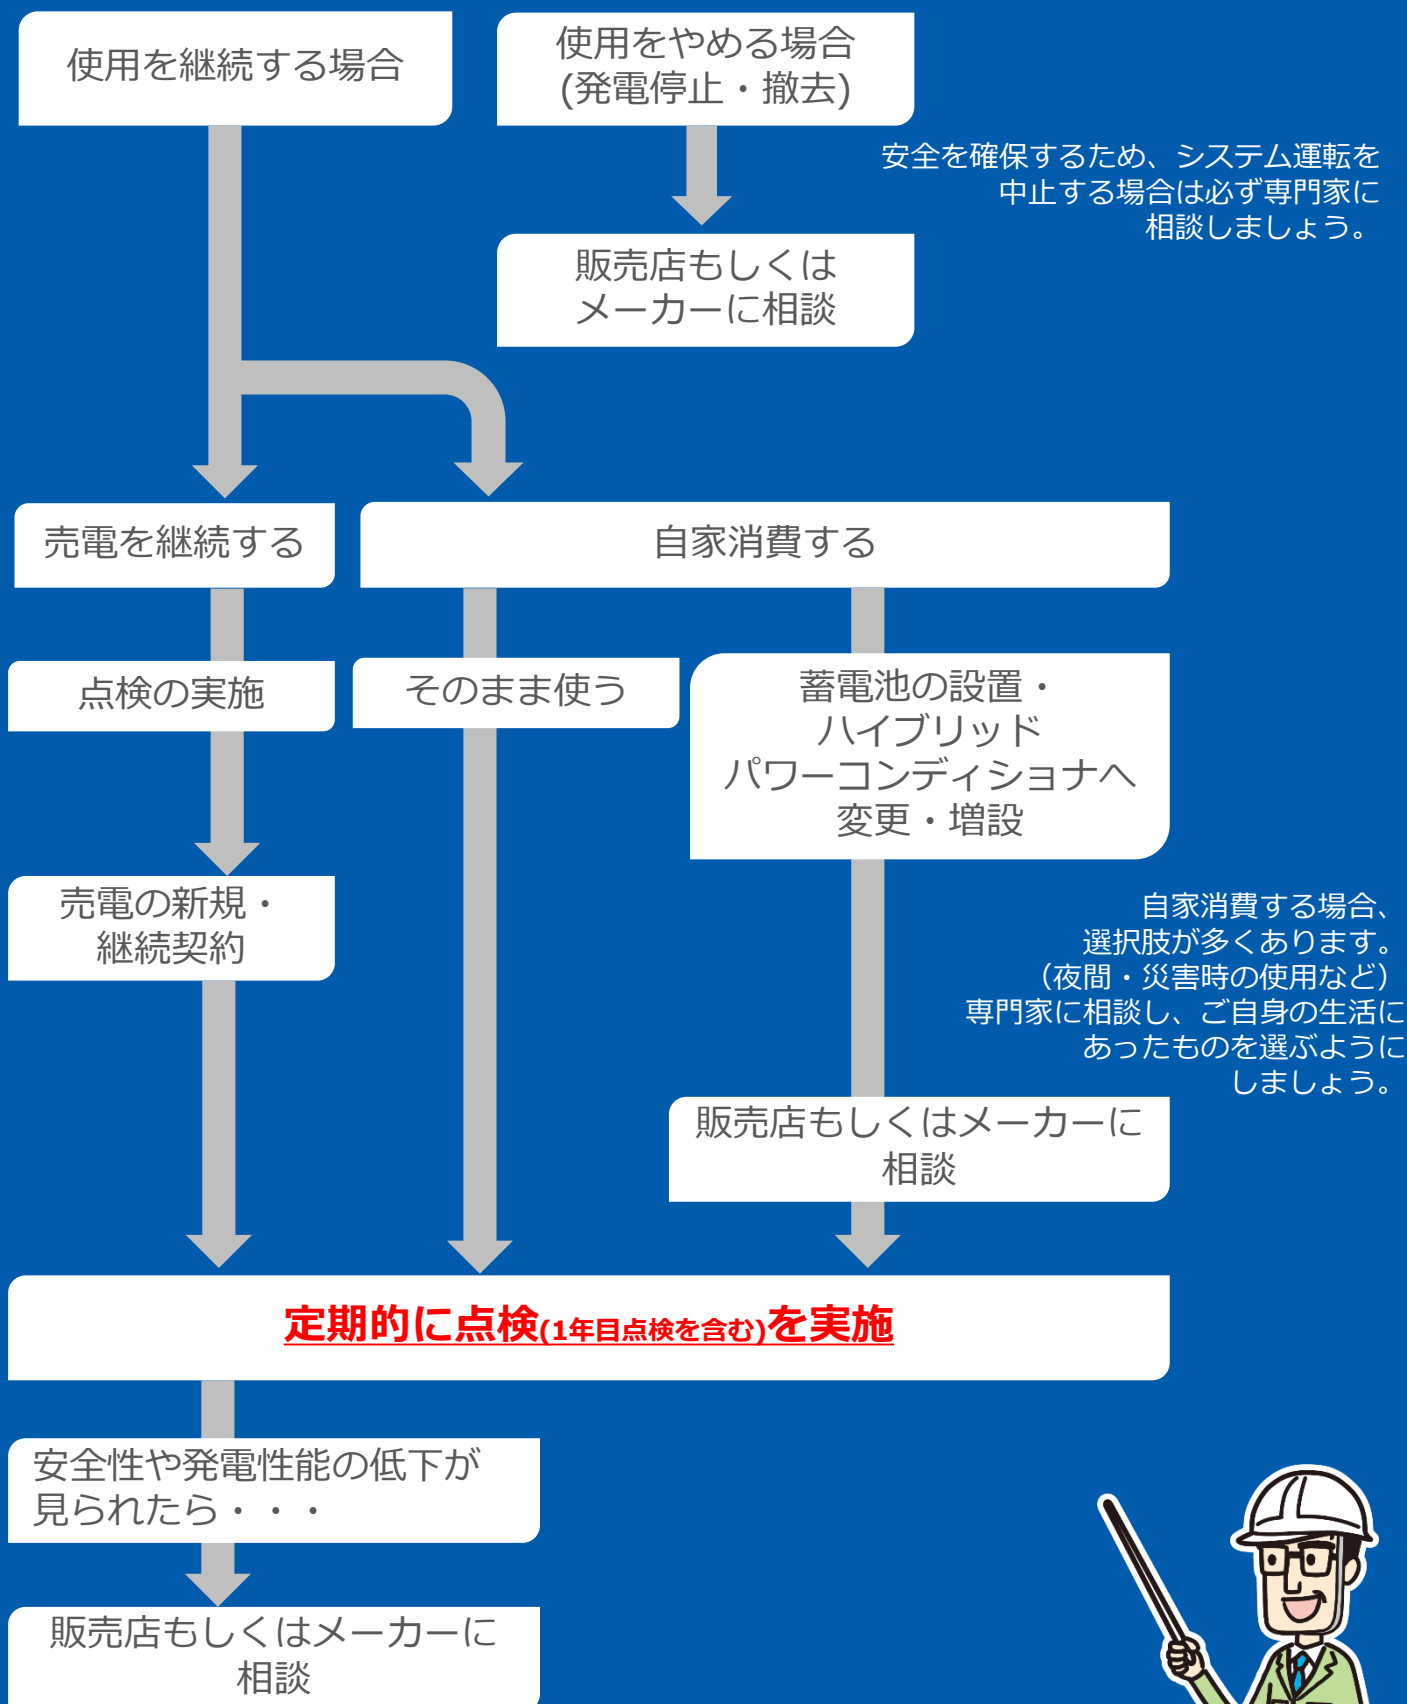 使用を継続する場合
使用をやめる場合
(発電停止・撤去)
安全を確保するため、システム運転を
中止する場合は必ず専門家に
相談しましょう。
販売店もしくは
メーカーに相談
売電を継続する
自家消費する
点検の実施
そのまま使う
蓄電池の設置・
ハイブリッド
パワーコンディショナへ
変更・増設
売電の新規・
継続契約
自家消費する場合、
選択肢が多くあります。
（夜間・災害時の使用など）
専門家に相談し、ご自身の生活に
あったものを選ぶように
しましょう。
販売店もしくはメーカーに
相談
定期的に点検(1年目点検を含む)を実施
安全性や発電性能の低下が
見られたら・・・
販売店もしくはメーカーに
相談